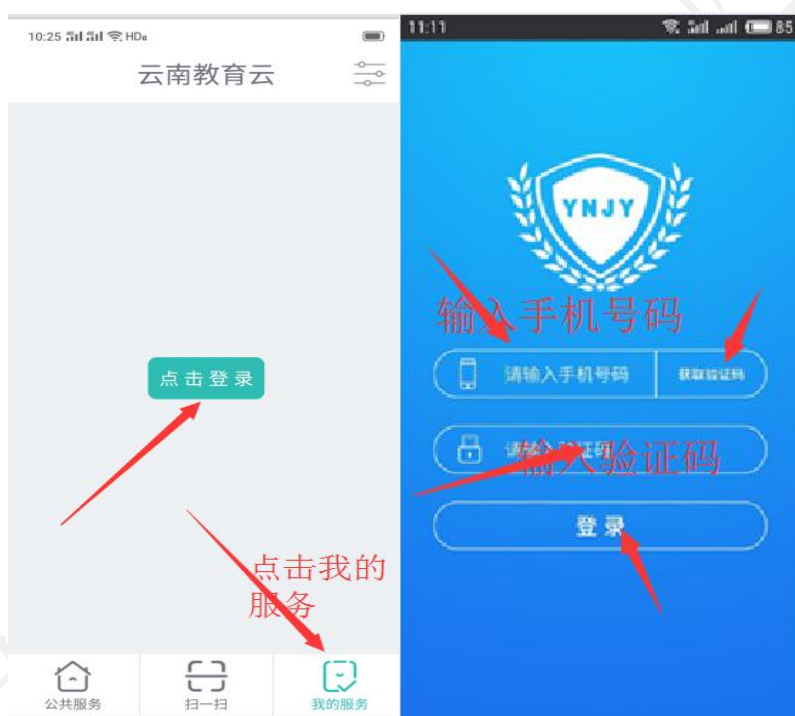 10:25
HD
云南教育云
点击登录
点击我的
服务
公共服务
扫一扫
我的服务
11:11
85
YNJY
输入手机号码
请输入手机号码
获取验证码
输入验证码
登录